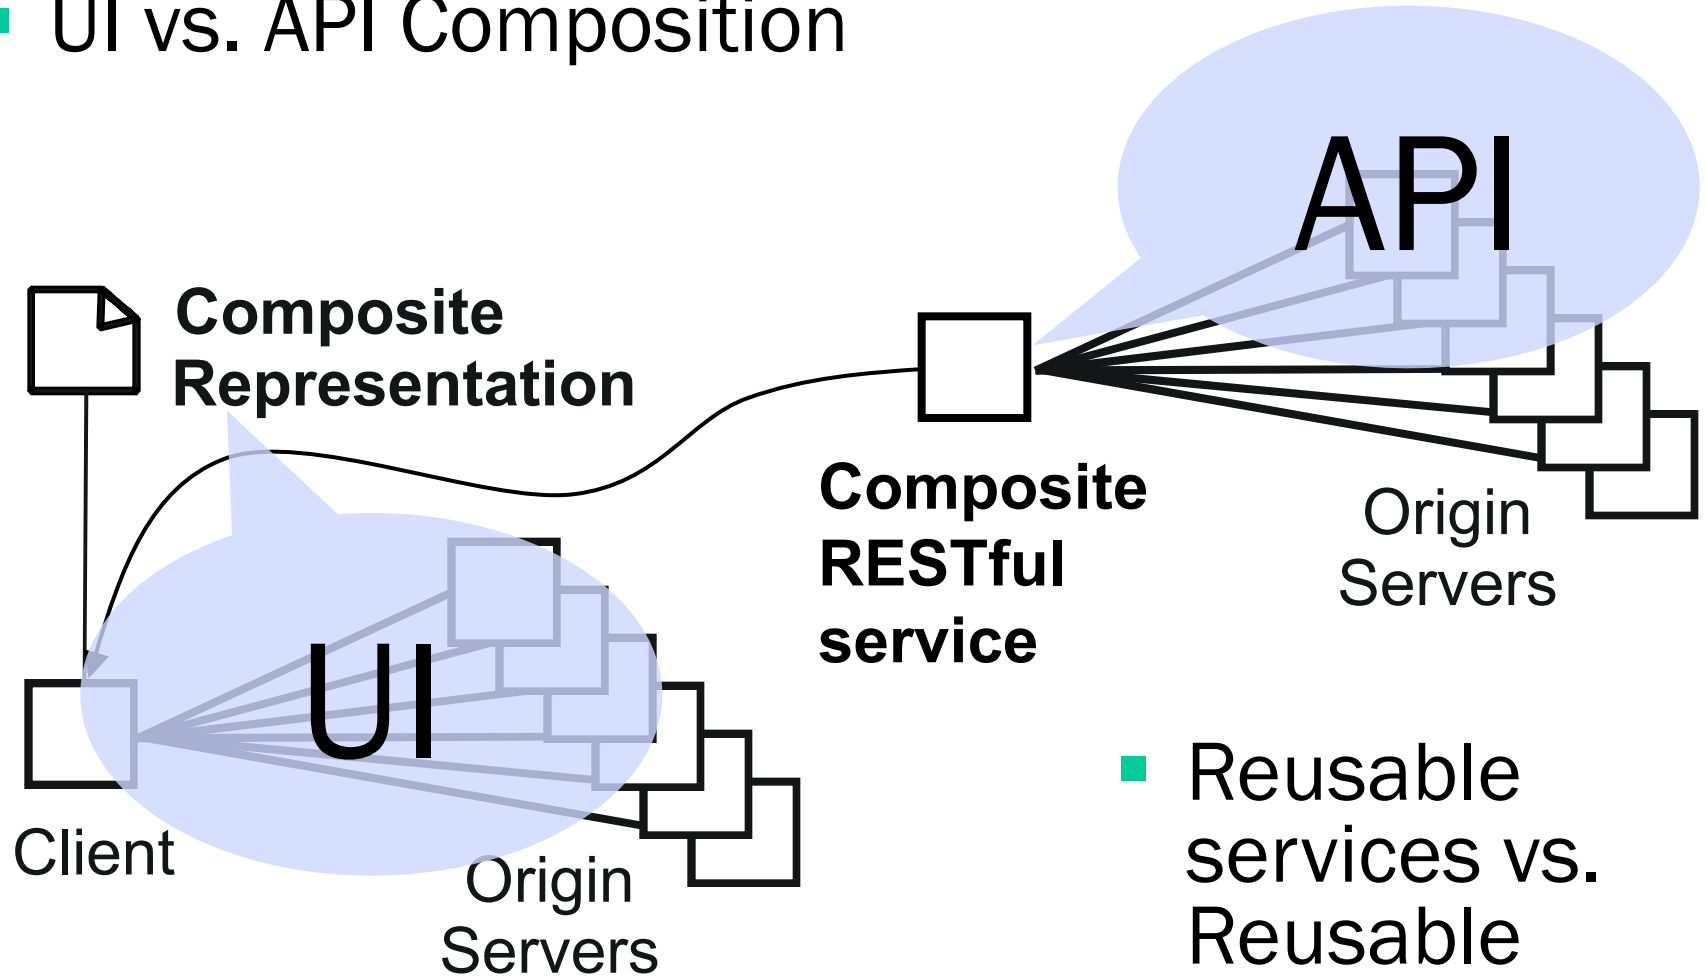 UI vs. API Composition
API
Composite
Representation
Composite
RESTful
service
Origin
Servers
UI
Client
Origin
Servers
Reusable
services vs.
Reusable